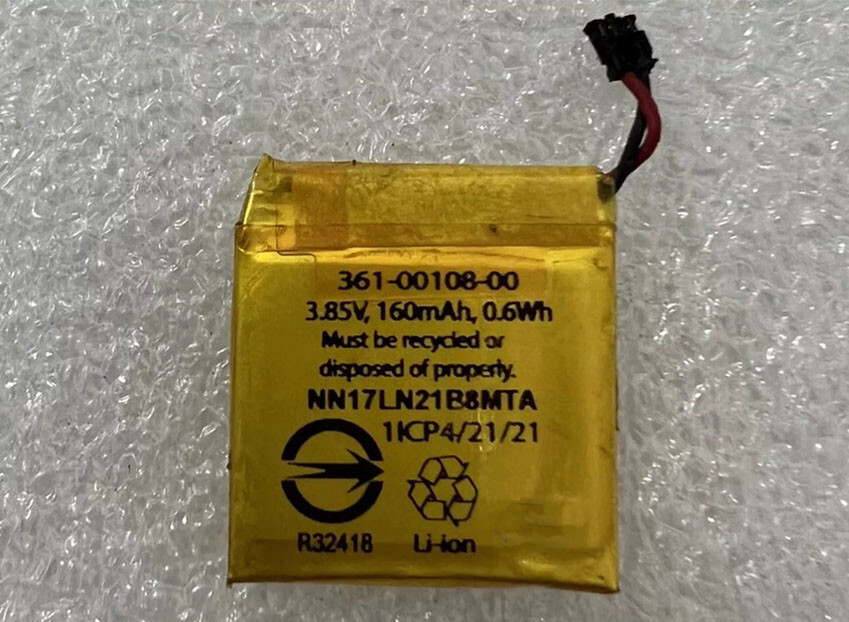 361-00108-00
3.85V, 160mAh, 0.6Wh
Must be recycled or
disposed of properly.
NN17LN21B8MTA
1ICP4/21/21
R32418 Li-ion